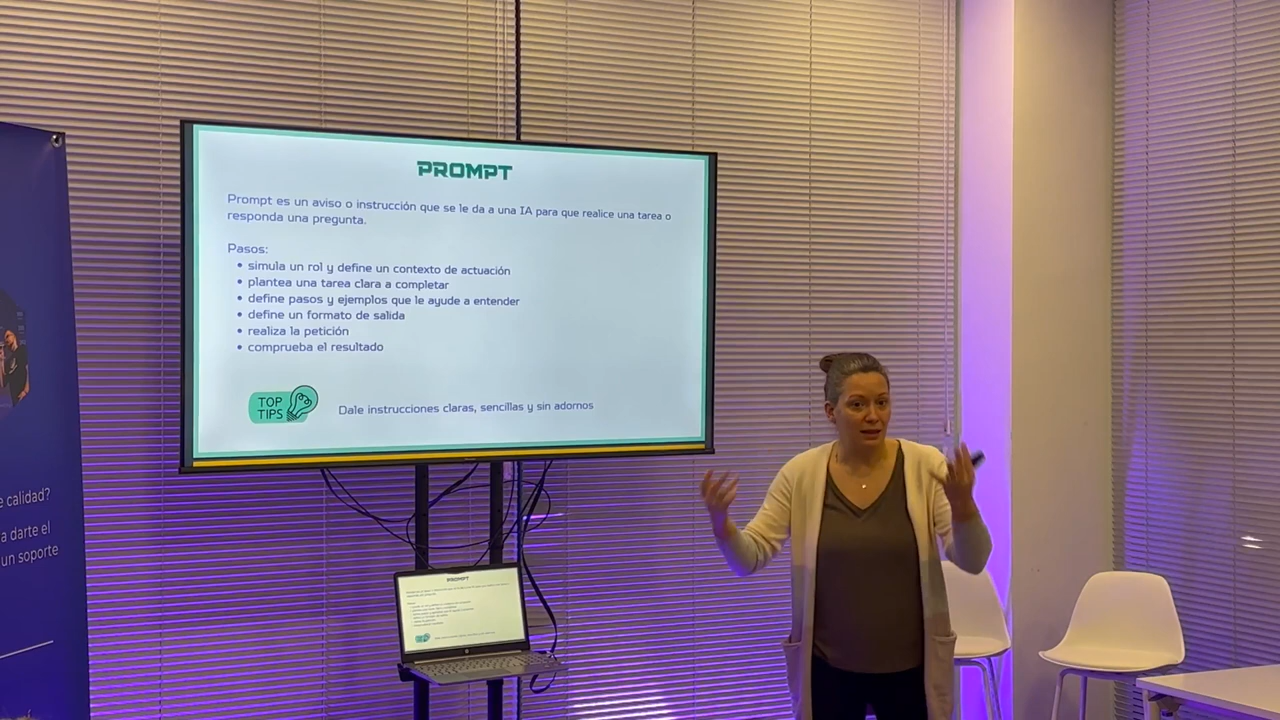 PROMPT
Prompt es un aviso o instrucción que se le da a una IA para que realice una tarea o
responda una pregunta.
Pasos:
• simula un rol y define un contexto de actuación
• plantea una tarea clara a completar
• define pasos y ejemplos que le ayude a entender
• define un formato de salida
• realiza la petición
• comprueba el resultado
TOP
TIPS
Dale instrucciones claras, sencillas y sin adornos
e calidad?
a darte el
un soporte
PROMPT